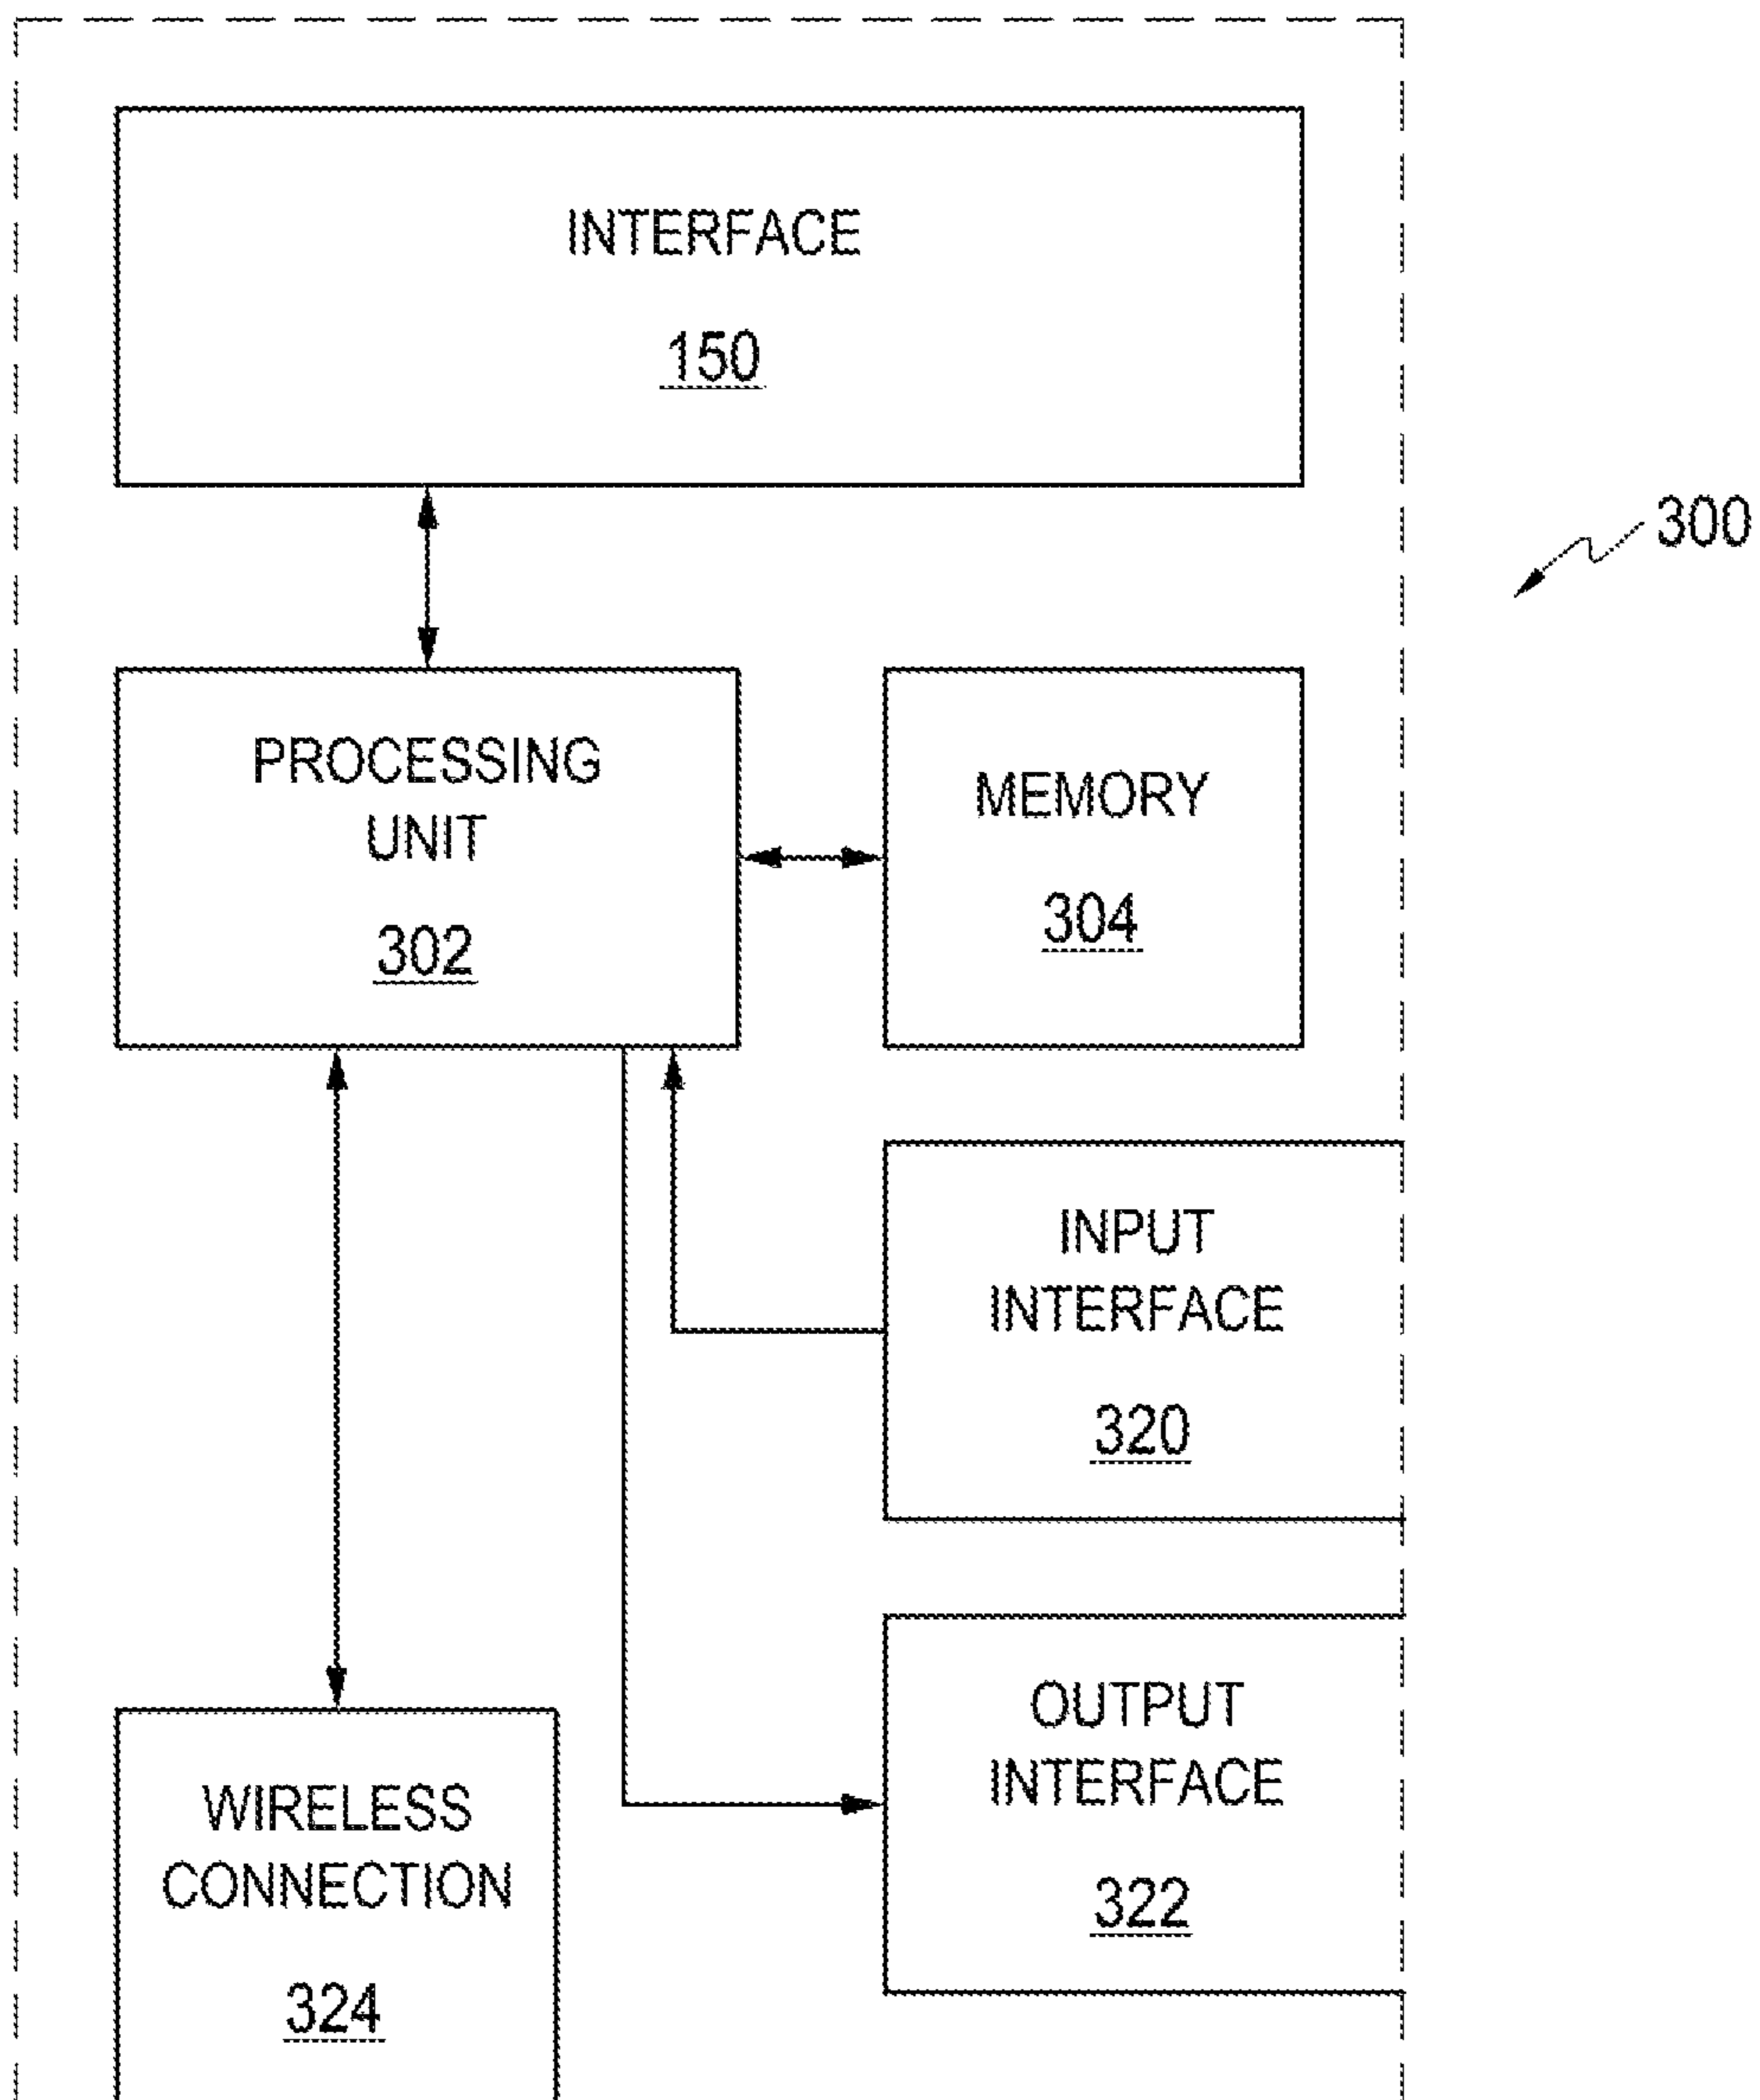 INTERFACE
150
300
PROCESSING
UNIT
302
MEMORY
304
INPUT
INTERFACE
320
OUTPUT
INTERFACE
322
WIRELESS
CONNECTION
324